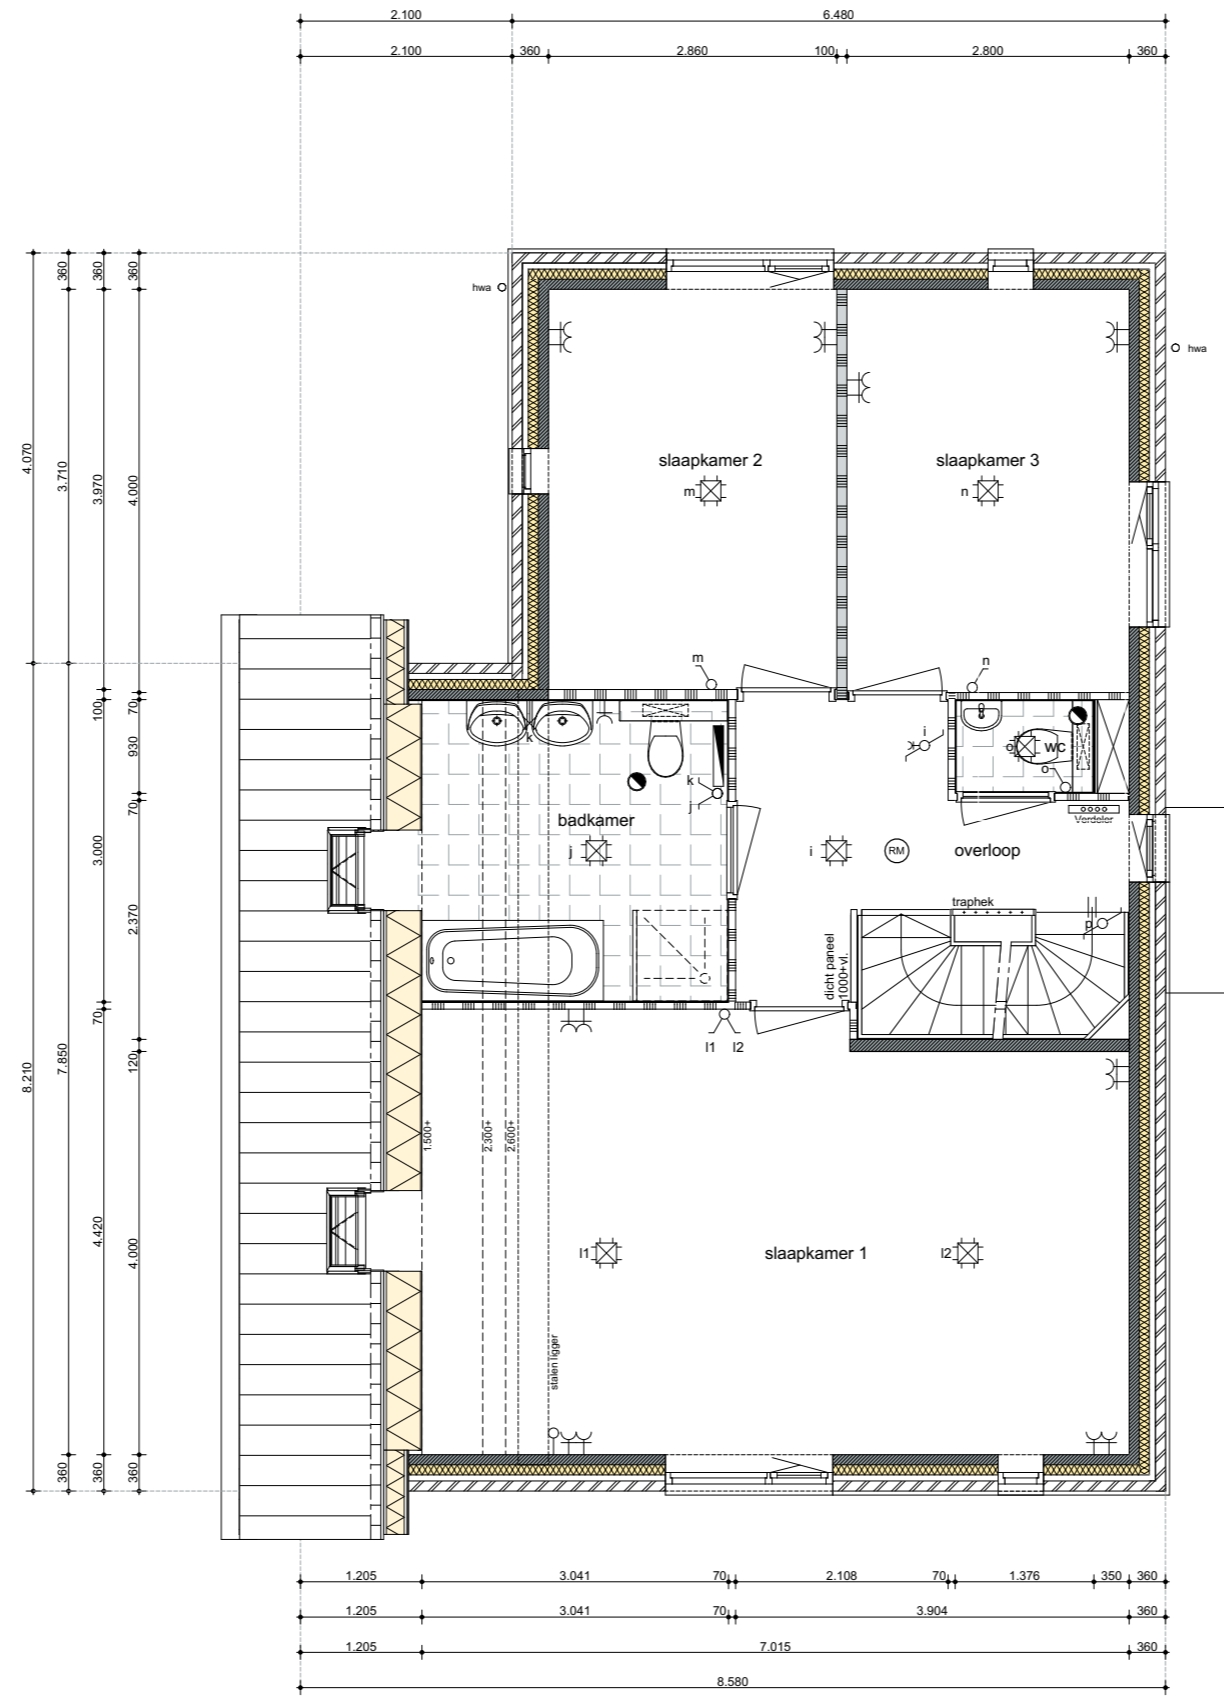 2.100 6.480
2.100 360 2.860 100 2.800 360
360 360 360
hwa
hwa
4.070 3.710 3.970 4.000
slaapkamer 2 slaapkamer 3
m n
m n
100 70
k
i
o wc
o
930
k
j
70
Verdeler
badkamer
j i RM overloop
3.000
traphek
p
2.370
dicht paneel
1000+vl.
70
l1 l2
120
8.210 7.850
1.500+ 2.300+ 2.600+
4.420 4.000
l1 slaapkamer 1 l2
stalen ligger
360 360 360
1.205 3.041 70 2.108 70 1.376 350 360
1.205 3.041 70 3.904 360
1.205 7.015 360
8.580